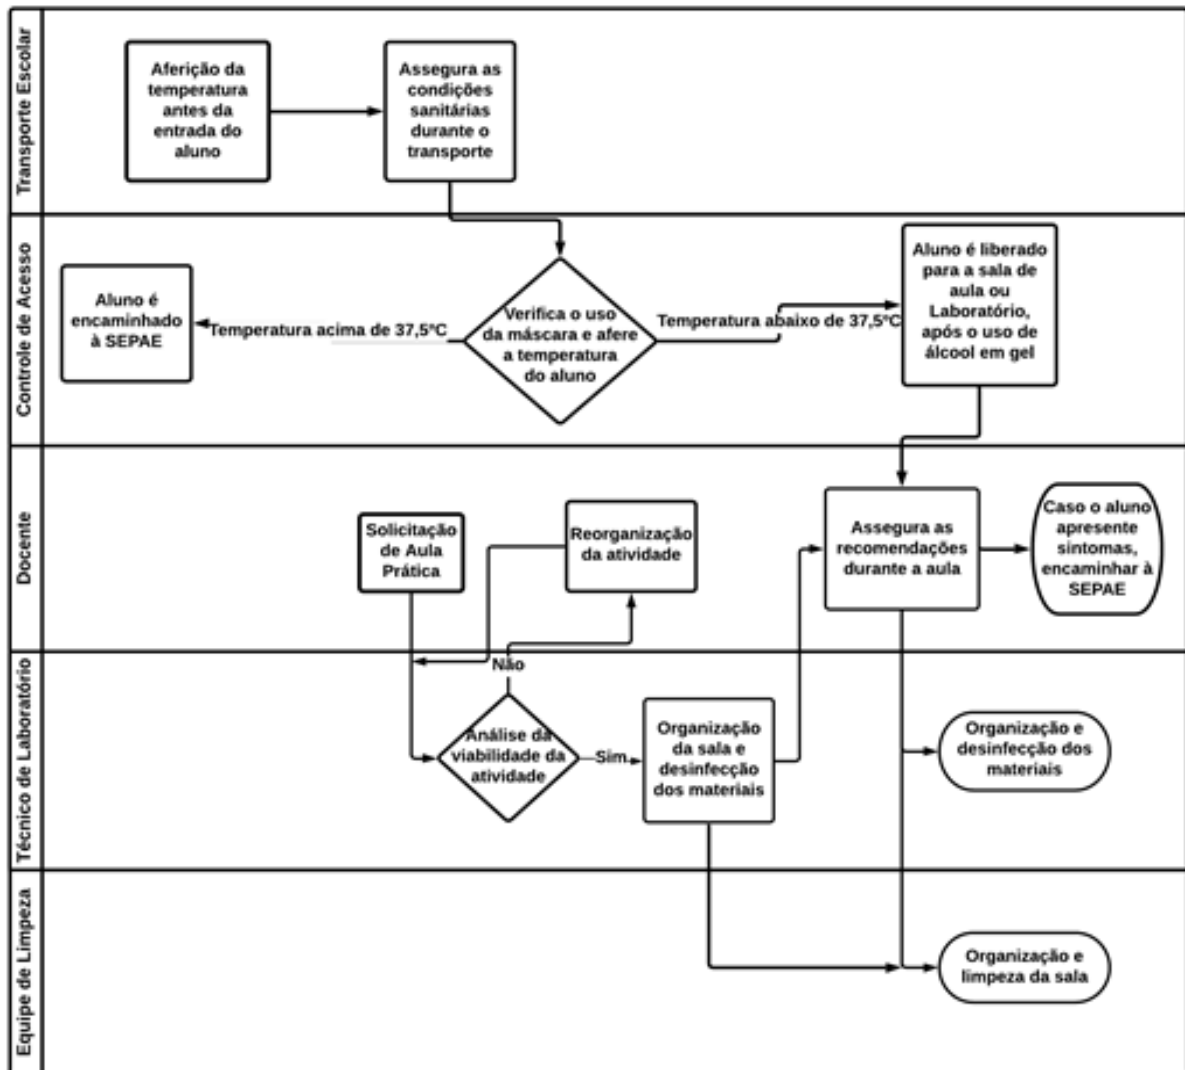 Transporte Escolar
Aferição da
temperatura
antes da
entrada do
aluno
Assegura as
condições
sanitárias
durante o
transporte
Controle de Acesso
Aluno é
encaminhado
à SEPAE
Temperatura acima de 37,5ºC
Verifica o uso
da máscara e afere
a temperatura
do aluno
Temperatura abaixo de 37,5ºC
Aluno é liberado
para a sala de
aula ou
Laboratório,
após o uso de
álcool em gel
Docente
Solicitação
de Aula
Prática
Reorganização
da atividade
Assegura as
recomendações
durante a aula
Caso o aluno
apresente
sintomas,
encaminhar à
SEPAE
Técnico de Laboratório
Não
Análise da
viabilidade da
atividade
Sim
Organização
da sala e
desinfecção
dos materiais
Organização e
desinfecção dos
materiais
Equipe de Limpeza
Organização e
limpeza da sala